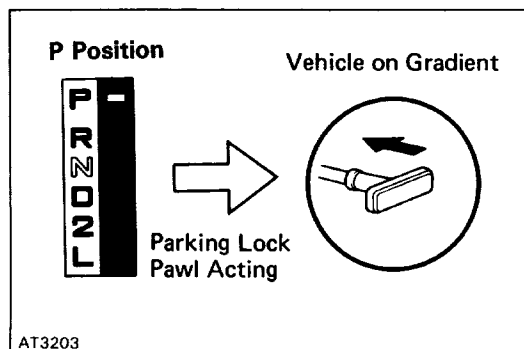 P Position
Vehicle on Gradient
P
R
N
D
2
L
Parking Lock
Pawl Acting
AT3203